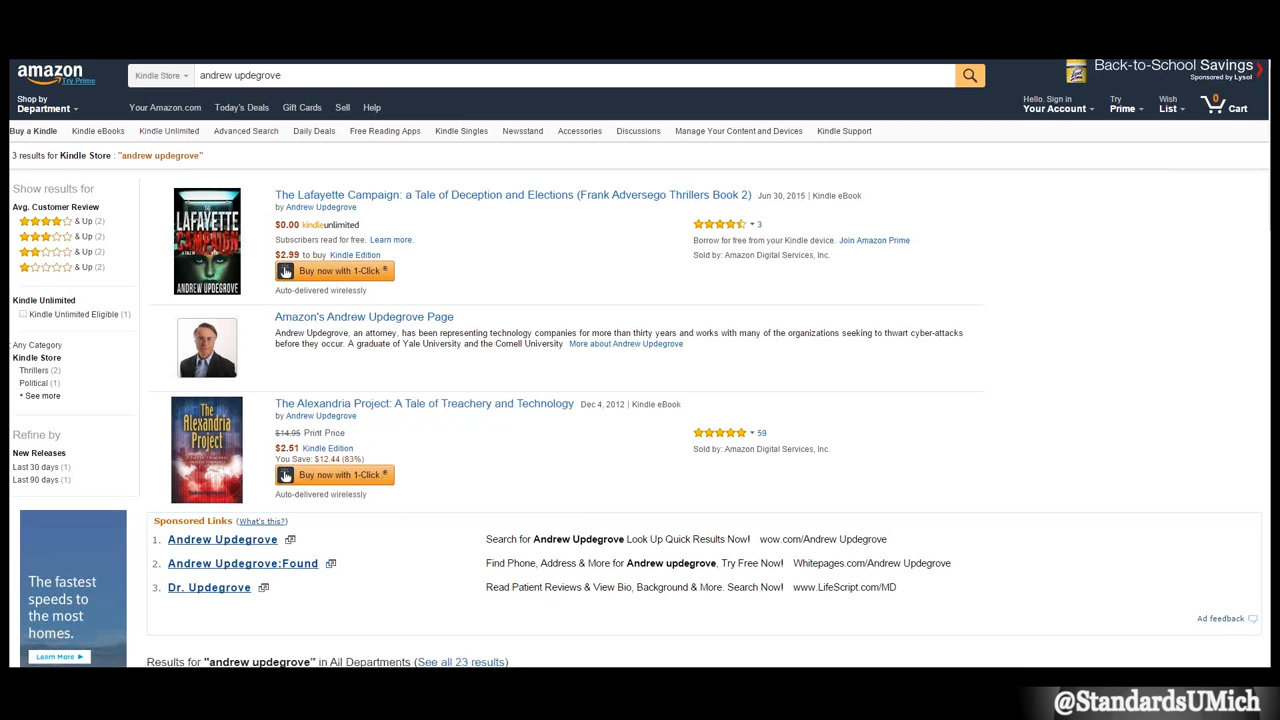 amazon
Try Prime
Kindle Store
andrew updegrove
Back-to-School Savings
Sponsored by Lysol
Shop by
Department
Your Amazon.com Today's Deals Gift Cards Sell Help
Hello. Sign in
Your Account
Try
Prime
Wish
List
0
Cart
Buy a Kindle Kindle eBooks Kindle Unlimited Advanced Search Daily Deals Free Reading Apps Kindle Singles Newsstand Accessories Discussions Manage Your Content and Devices Kindle Support
3 results for Kindle Store : "andrew updegrove"
Show results for
Avg. Customer Review
& Up (2)
& Up (2)
& Up (2)
& Up (2)
Kindle Unlimited
Kindle Unlimited Eligible (1)
Any Category
Kindle Store
Thrillers (2)
Political (1)
+ See more
Refine by
New Releases
Last 30 days (1)
Last 90 days (1)
The fastest
speeds to
the most
homes.
Learn More ►
THE
LAFAYETTE
CAMPAIGN
ANDREW UPDEGROVE
The Lafayette Campaign: a Tale of Deception and Elections (Frank Adversego Thrillers Book 2) Jun 30, 2015 | Kindle eBook
by Andrew Updegrove
$0.00 kindleunlimited
Subscribers read for free. Learn more.
$2.99 to buy Kindle Edition
Buy now with 1-Click ®
Auto-delivered wirelessly
3
Borrow for free from your Kindle device. Join Amazon Prime
Sold by: Amazon Digital Services, Inc.
Amazon's Andrew Updegrove Page
Andrew Updegrove, an attorney, has been representing technology companies for more than thirty years and works with many of the organizations seeking to thwart cyber-attacks
before they occur. A graduate of Yale University and the Cornell University More about Andrew Updegrove
The
Alexandria
Project
The Alexandria Project: A Tale of Treachery and Technology Dec 4, 2012 | Kindle eBook
by Andrew Updegrove
$14.95 Print Price
$2.51 Kindle Edition
You Save: $12.44 (83%)
Buy now with 1-Click ®
Auto-delivered wirelessly
59
Sold by: Amazon Digital Services, Inc.
Sponsored Links (What's this?)
1. Andrew Updegrove Search for Andrew Updegrove Look Up Quick Results Now! wow.com/Andrew Updegrove
2. Andrew Updegrove:Found Find Phone, Address & More for Andrew updegrove, Try Free Now! Whitepages.com/Andrew Updegrove
3. Dr. Updegrove Read Patient Reviews & View Bio, Background & More. Search Now! www.LifeScript.com/MD
Ad feedback
Results for "andrew updegrove" in All Departments (See all 23 results)
@StandardsUMich